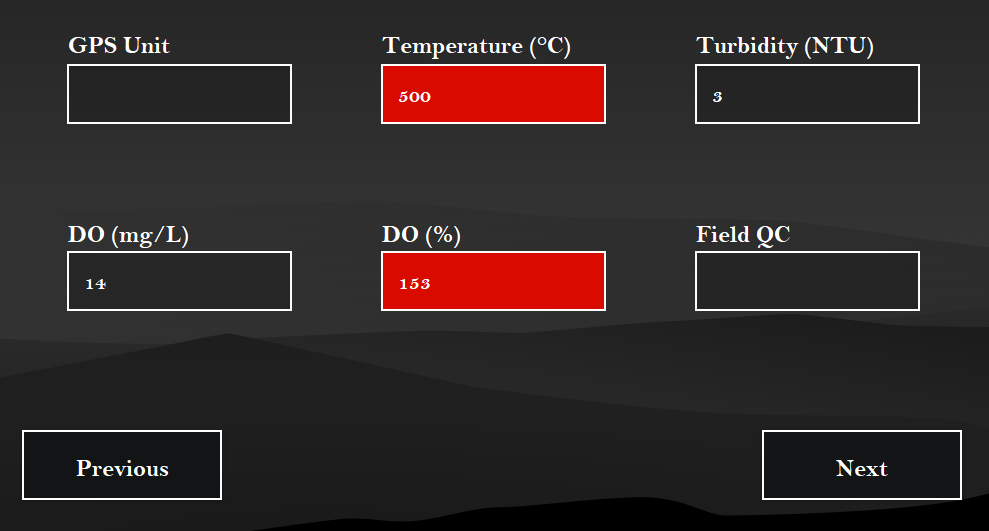 GPS Unit
Temperature (°C)
Turbidity (NTU)
500
3
DO (mg/L)
DO (%)
Field QC
14
153
Previous
Next